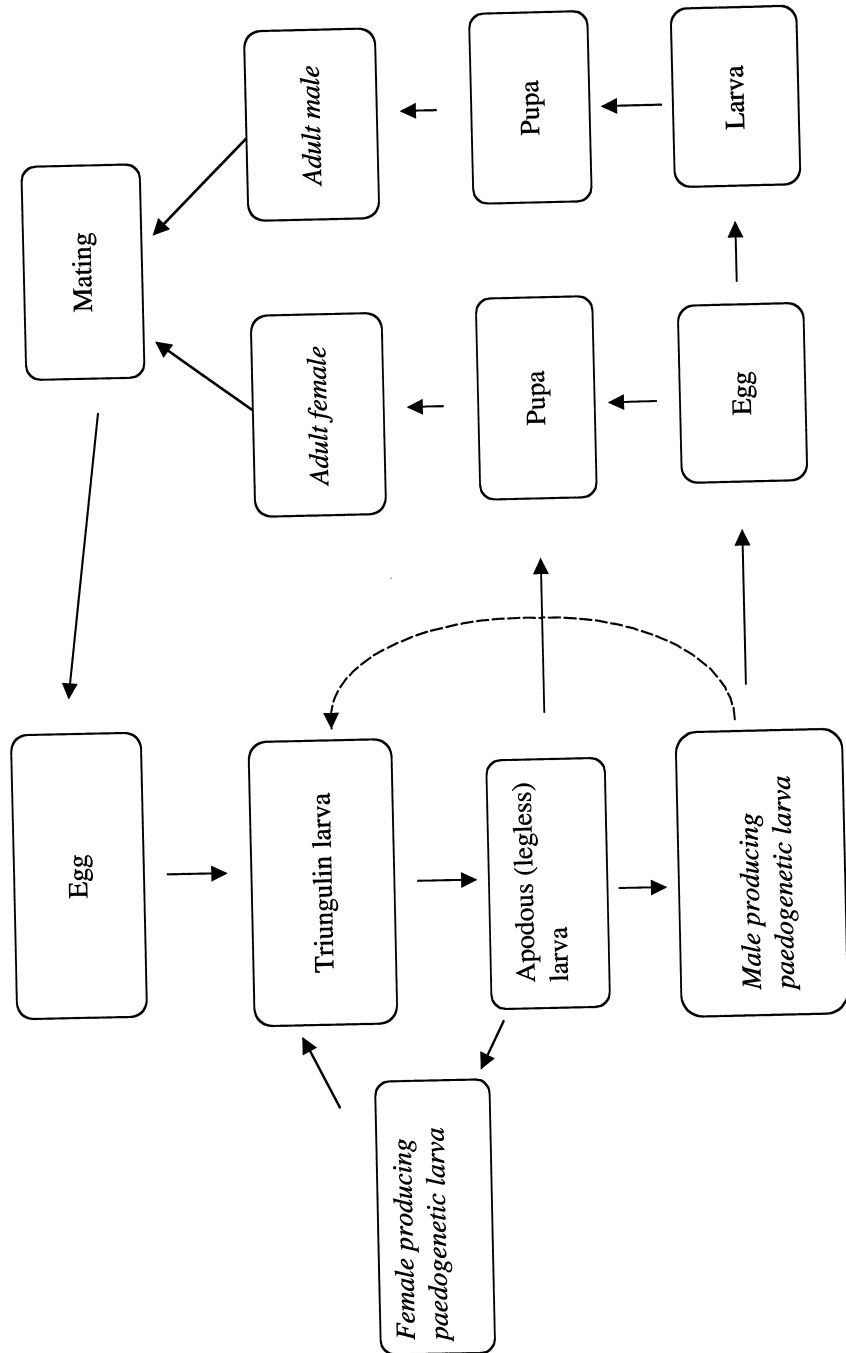 Egg
Mating
Triungulin larva
Adult female
Adult male
Female producing
paedogenetic larva
Apodous (legless)
larva
Pupa
Pupa
Male producing
paedogenetic larva
Egg
Larva